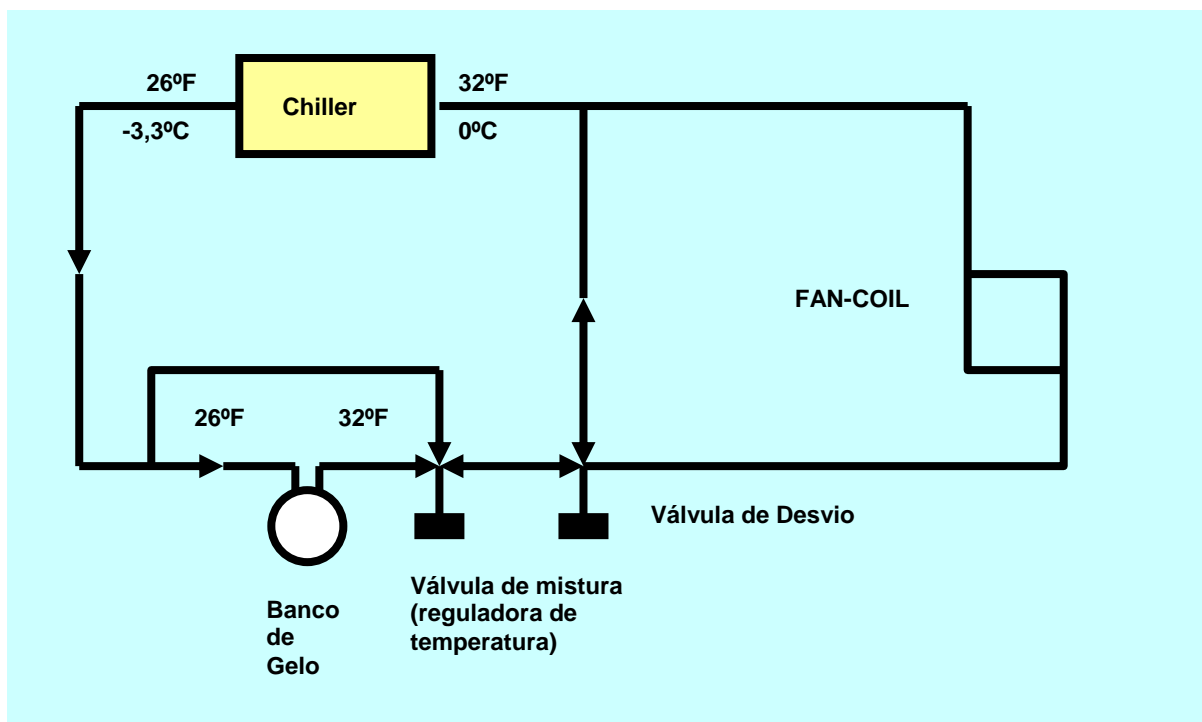 26ºF
Chiller
32ºF
-3,3ºC
0ºC
FAN-COIL
26ºF
32ºF
Válvula de Desvio
Válvula de mistura
(reguladora de
temperatura)
Banco
de
Gelo